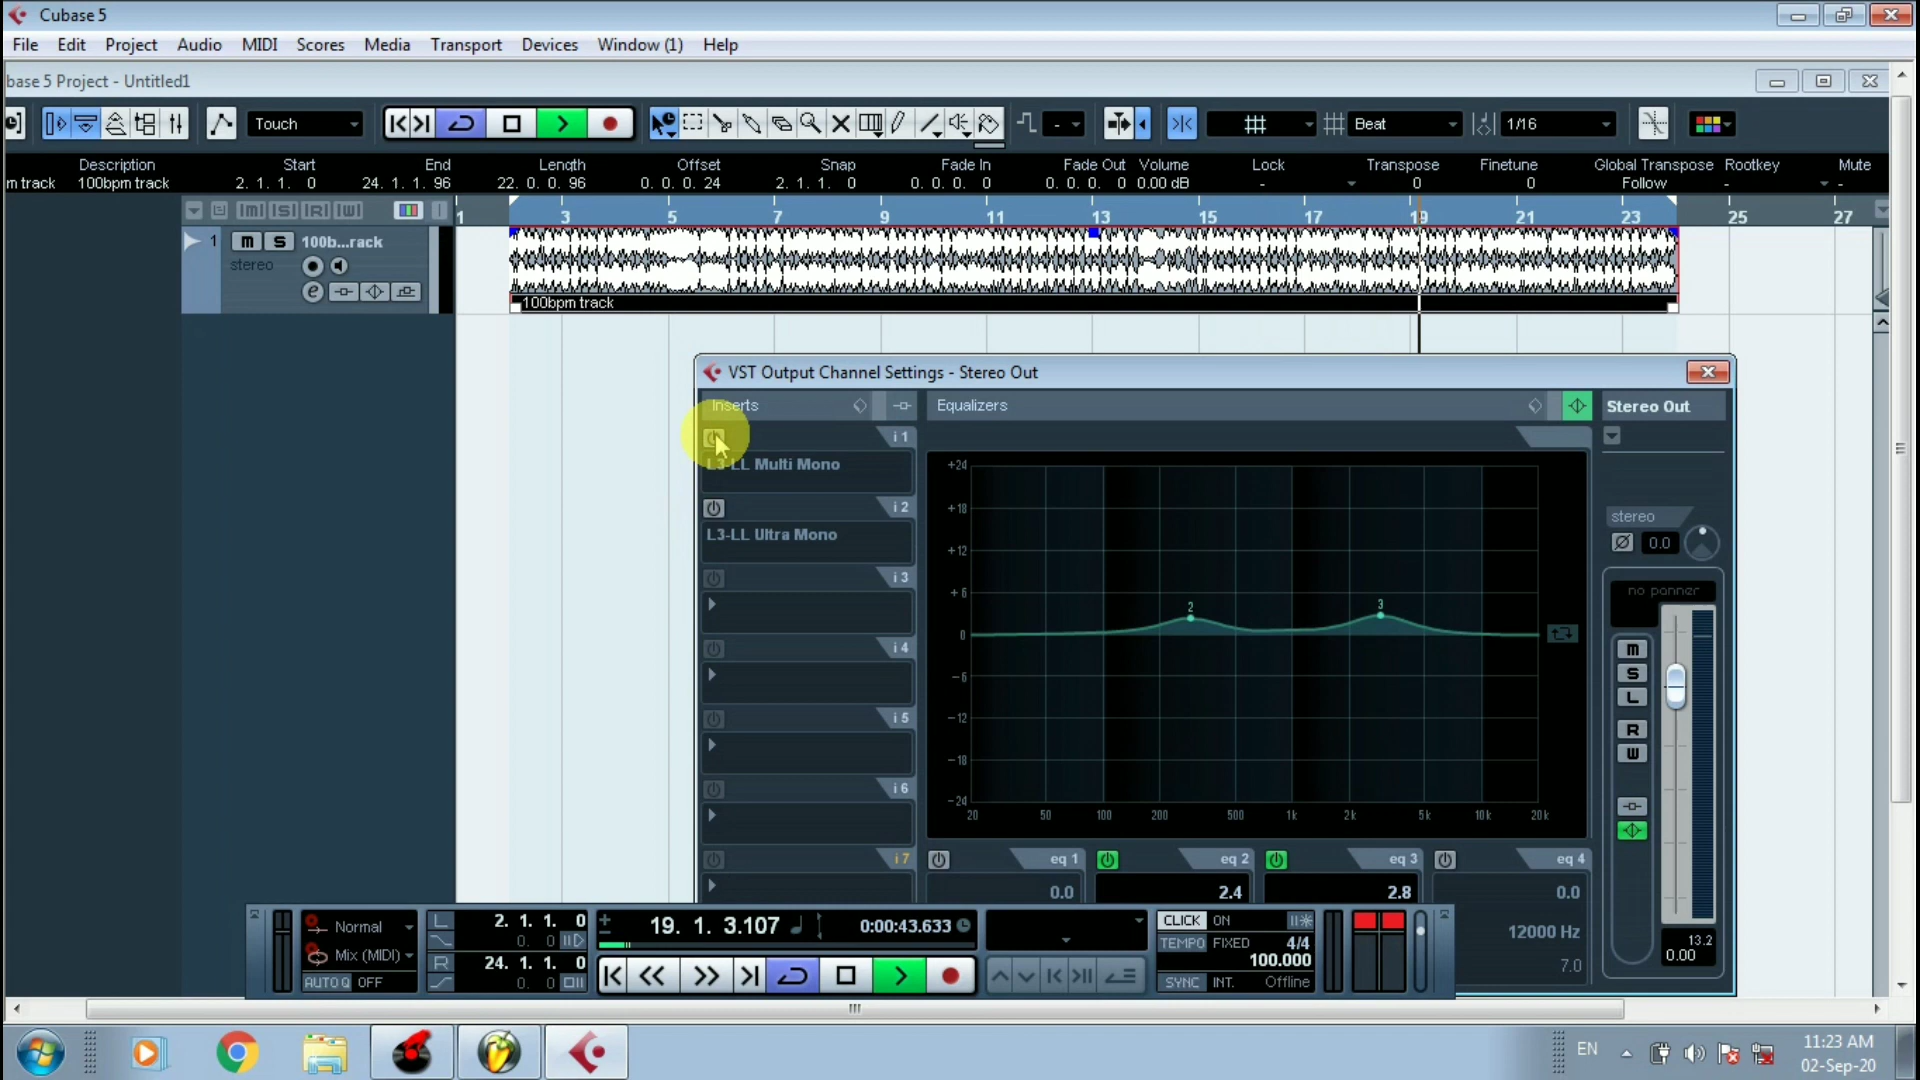 Cubase 5
File Edit Project Audio MIDI Scores Media Transport Devices Window (1) Help
base 5 Project - Untitled1
Touch - Beat 1/16
Description Start End Length Offset Snap Fade In Fade Out Volume Lock Transpose Finetune Global Transpose Rootkey Mute
m track 100bpm track 2. 1. 1. 0 24. 1. 1. 96 22. 0. 0. 96 0. 0. 0. 24 2. 1. 1. 0 0. 0. 0. 0 0. 0. 0. 0 0.00 dB - 0 0 Follow - -
M S R W 1 3 5 7 9 11 13 15 17 19 21 23 25 27
1 m S 100b...rack
stereo
e
100bpm track
VST Output Channel Settings - Stereo Out
Inserts Equalizers Stereo Out
i 1
L3-LL Multi Mono
i 2
L3-LL Ultra Mono
i 3
i 4
i 5
i 6
i 7
+24
+18
+12
+6
0
-6
-12
-18
-24
2 3
20 50 100 200 500 1k 2k 5k 10k 20k
stereo
0.0
no panner
m
S
L
R
W
13.2
0.00
eq 1 eq 2 eq 3 eq 4
0.0 2.4 2.8 0.0
12000 Hz
7.0
Normal
Mix (MIDI)
AUTO Q OFF
L 2. 1. 1. 0
0. 0
R 24. 1. 1. 0
0. 0
19. 1. 3.107 0:00:43.633
CLICK ON
TEMPO FIXED 4/4
100.000
SYNC INT. Offline
EN
11:23 AM
02-Sep-20